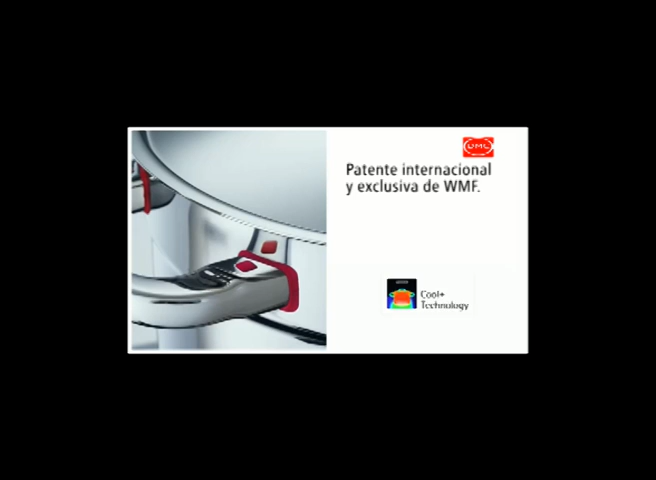 Patente internacional
y exclusiva de WMF.
Cool+
Technology